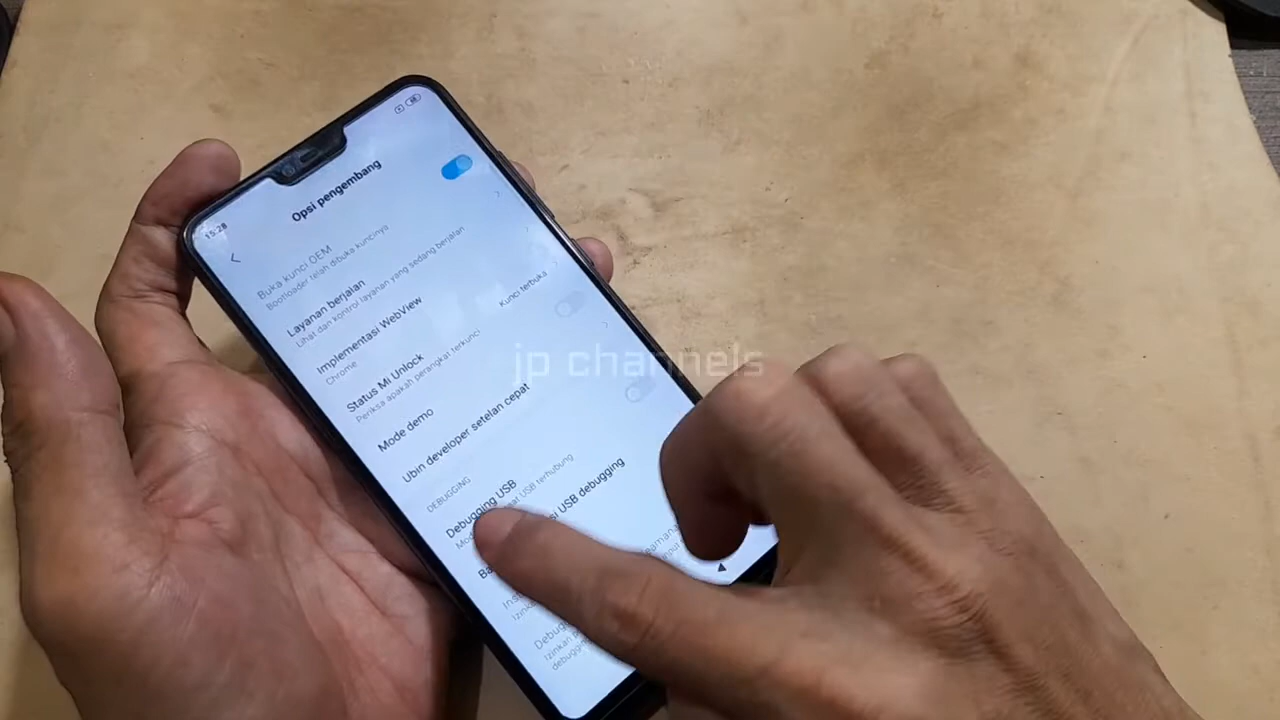 15:28
Opsi pengembang
Buka kunci OEM
Bootloader telah dibuka kuncinya
Layanan berjalan
Lihat dan kontrol layanan yang sedang berjalan
Implementasi WebView
Chrome
Status Mi Unlock
Periksa apakah perangkat terkunci
Kunci terbuka
Mode demo
Ubin developer setelan cepat
DEBUGGING
Debugging USB
USB terhubung
USB debugging
Izinkan
jp channels